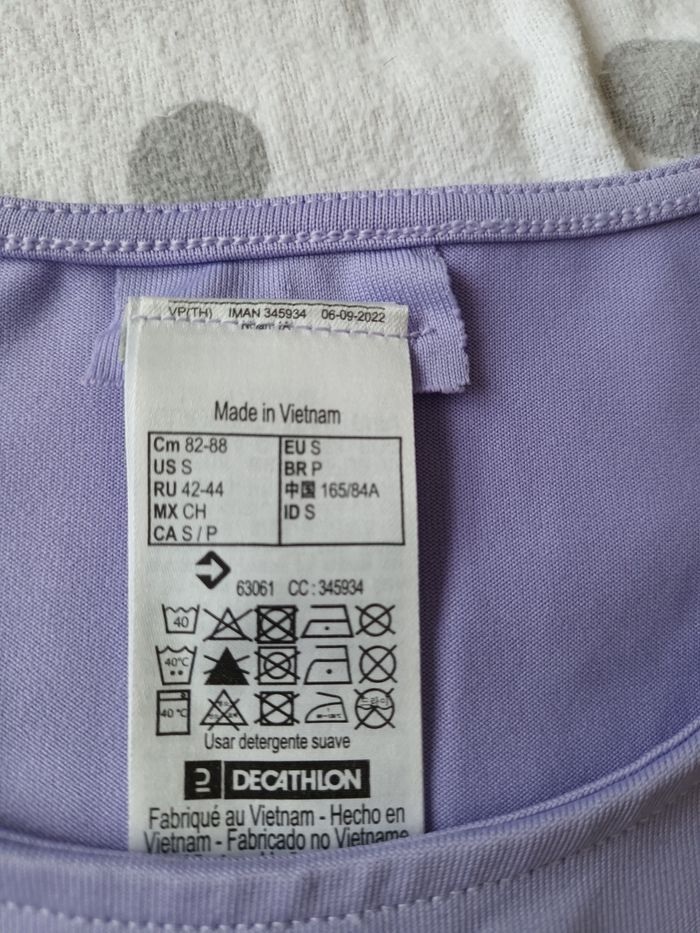 VP(TH) IMAN 345934 06-09-2022
Made in Vietnam
Cm 82-88 EU S
US S BR P
RU 42-44 中国 165/84A
MX CH ID S
CA S / P
63061 CC : 345934
40
40°C
40 °C
Usar detergente suave
DECATHLON
Fabriqué au Vietnam - Hecho en
Vietnam - Fabricado no Vietname